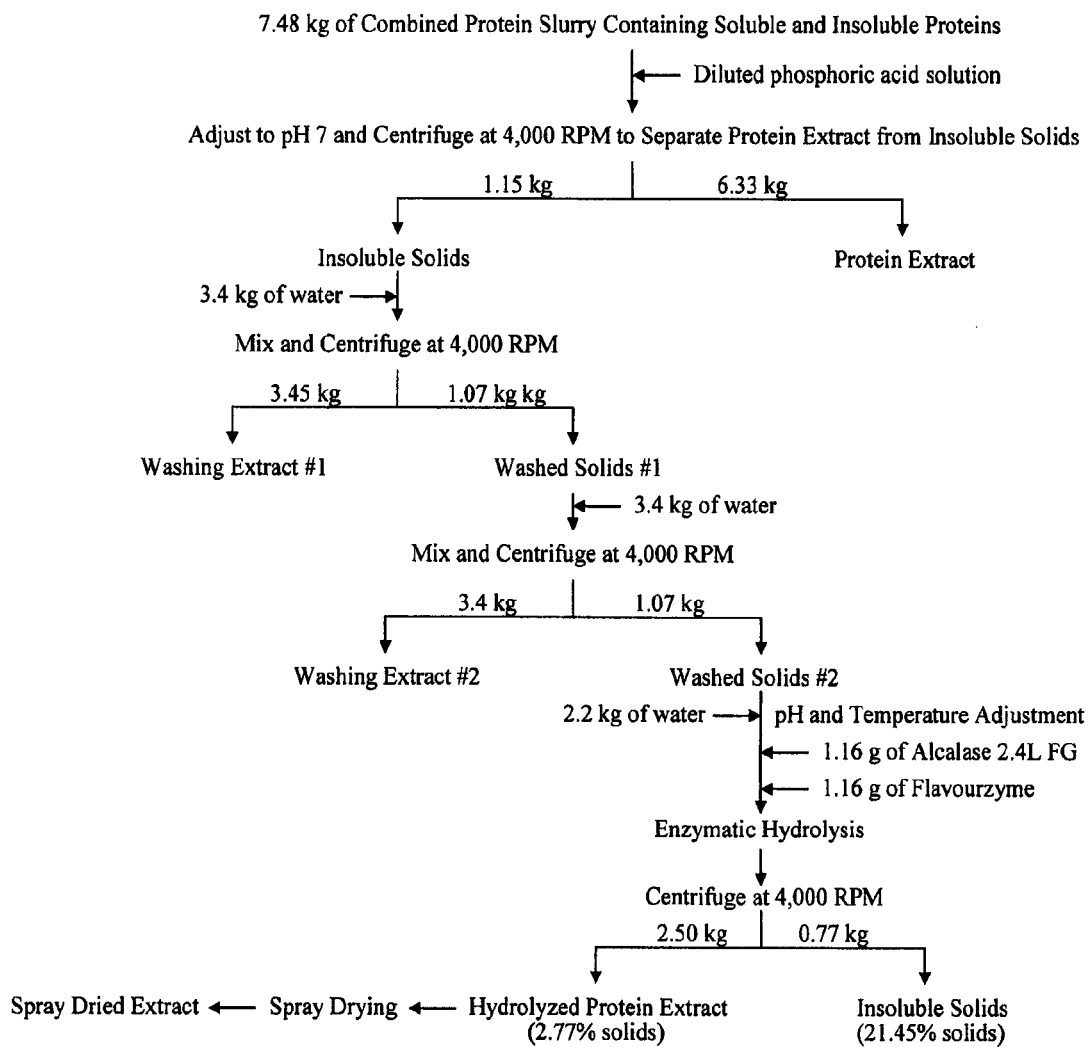 7.48 kg of Combined Protein Slurry Containing Soluble and Insoluble Proteins
Diluted phosphoric acid solution
Adjust to pH 7 and Centrifuge at 4,000 RPM to Separate Protein Extract from Insoluble Solids
1.15 kg 6.33 kg
Insoluble Solids Protein Extract
3.4 kg of water
Mix and Centrifuge at 4,000 RPM
3.45 kg 1.07 kg kg
Washing Extract #1 Washed Solids #1
3.4 kg of water
Mix and Centrifuge at 4,000 RPM
3.4 kg 1.07 kg
Washing Extract #2 Washed Solids #2
2.2 kg of water pH and Temperature Adjustment
1.16 g of Alcalase 2.4L FG
1.16 g of Flavourzyme
Enzymatic Hydrolysis
Centrifuge at 4,000 RPM
2.50 kg 0.77 kg
Spray Dried Extract Spray Drying Hydrolyzed Protein Extract Insoluble Solids
(2.77% solids) (21.45% solids)